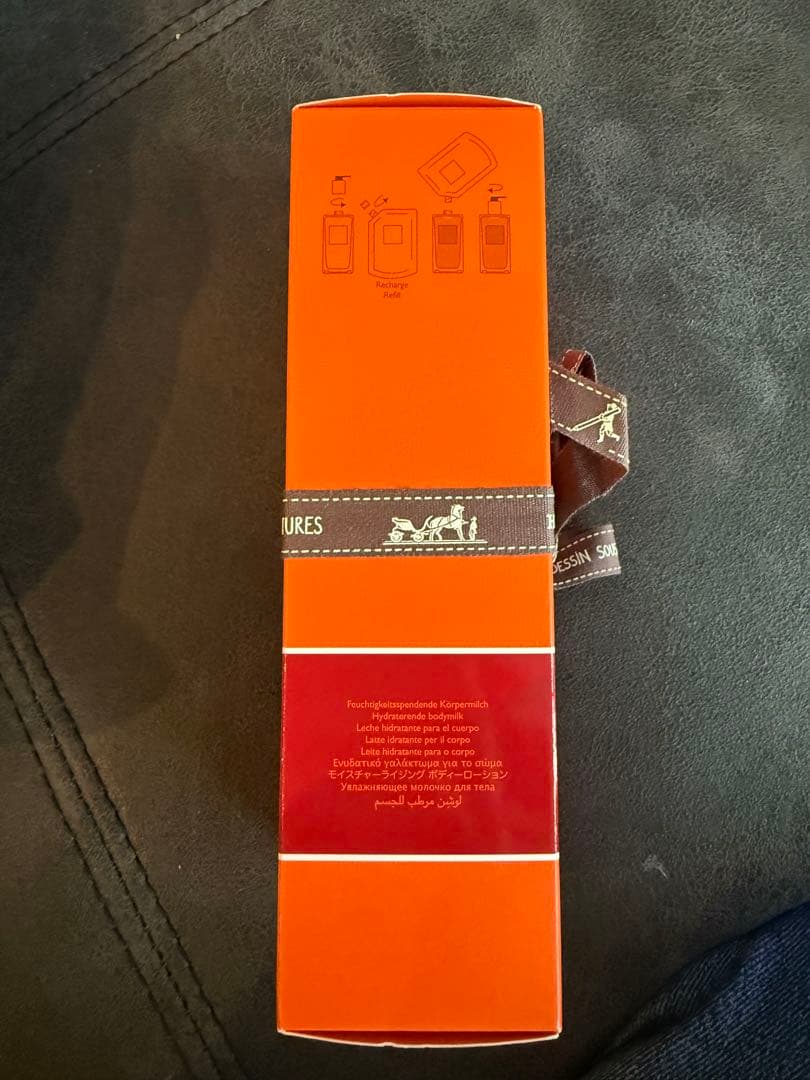 Recharge
Refill
TURES
DESSIN SOUS
Feuchtigkeitsspendende Körpermilch
Hydraterende bodymilk
Leche hidratante para el cuerpo
Latte idratante per il corpo
Leite hidratante para o corpo
Ενυδατικό γαλάκτωμα για το σώμα
モイスチャーライジング ボディーローション
Увлажняющее молочко для тела
لوشن مرطب للجسم